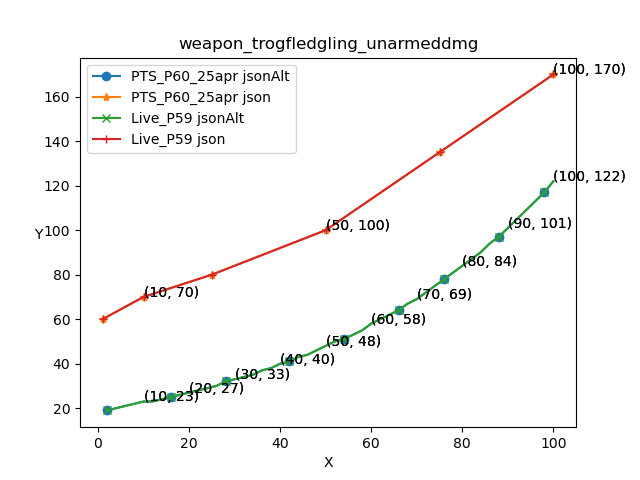 weapon_trogfledgling_unarmeddmg
PTS_P60_25apr jsonAlt
PTS_P60_25apr json
Live_P59 jsonAlt
Live_P59 json
(100, 170)
160
140
120
(100, 122)
Y
100
(50, 100)
(90, 101)
80
(80, 84)
(10, 70)
(70, 69)
60
(60, 58)
(50, 48)
40
(40, 40)
(30, 33)
(20, 27)
(10, 23)
20
0 20 40 60 80 100
X